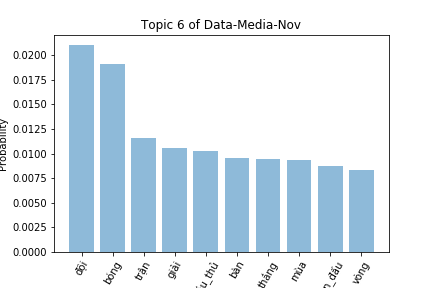 Topic 6 of Data-Media-Nov
Probability
0.0200
0.0175
0.0150
0.0125
0.0100
0.0075
0.0050
0.0025
0.0000
đội
bóng
trận
giải
bàn
thắng
mùa
vòng